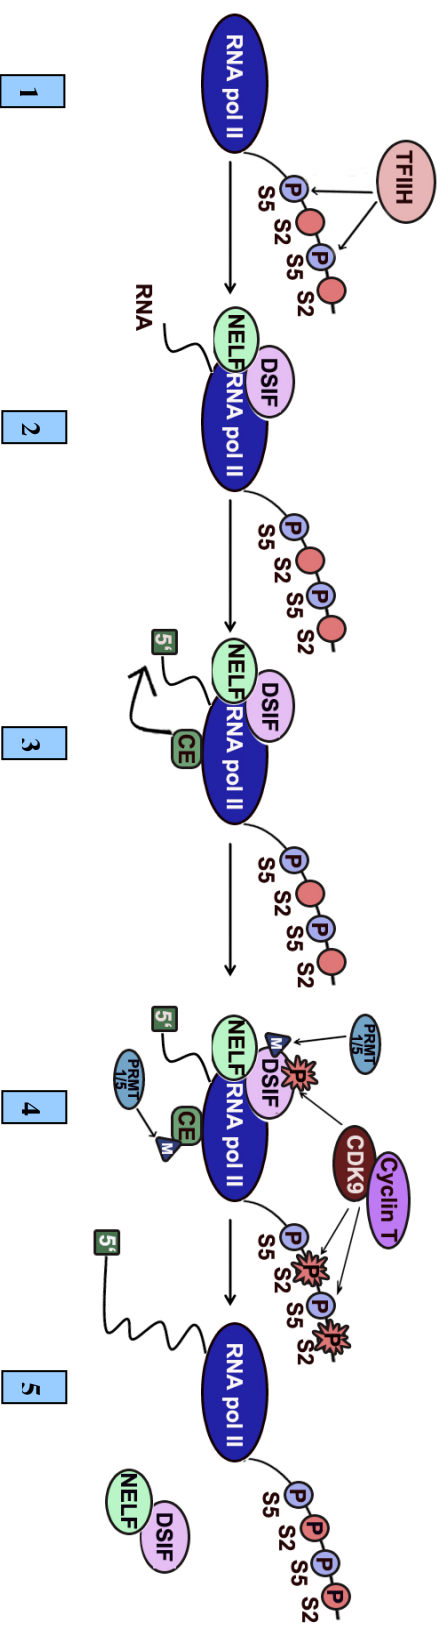 TFIIH
RNA pol II
P
S5
S2
P
S5
S2
1
RNA
NELF
DSIF
RNA pol II
P
S5
S2
P
S5
S2
2
5'
NELF
DSIF
RNA pol II
CE
P
S5
S2
P
S5
S2
3
PRMT
1/5
Cyclin T
CDK9
M
P
5'
NELF
DSIF
RNA pol II
CE
M
PRMT
1/5
P
S5
P
S2
P
S5
P
S2
4
5'
RNA pol II
P
S5
P
S2
P
S5
P
S2
NELF
DSIF
5